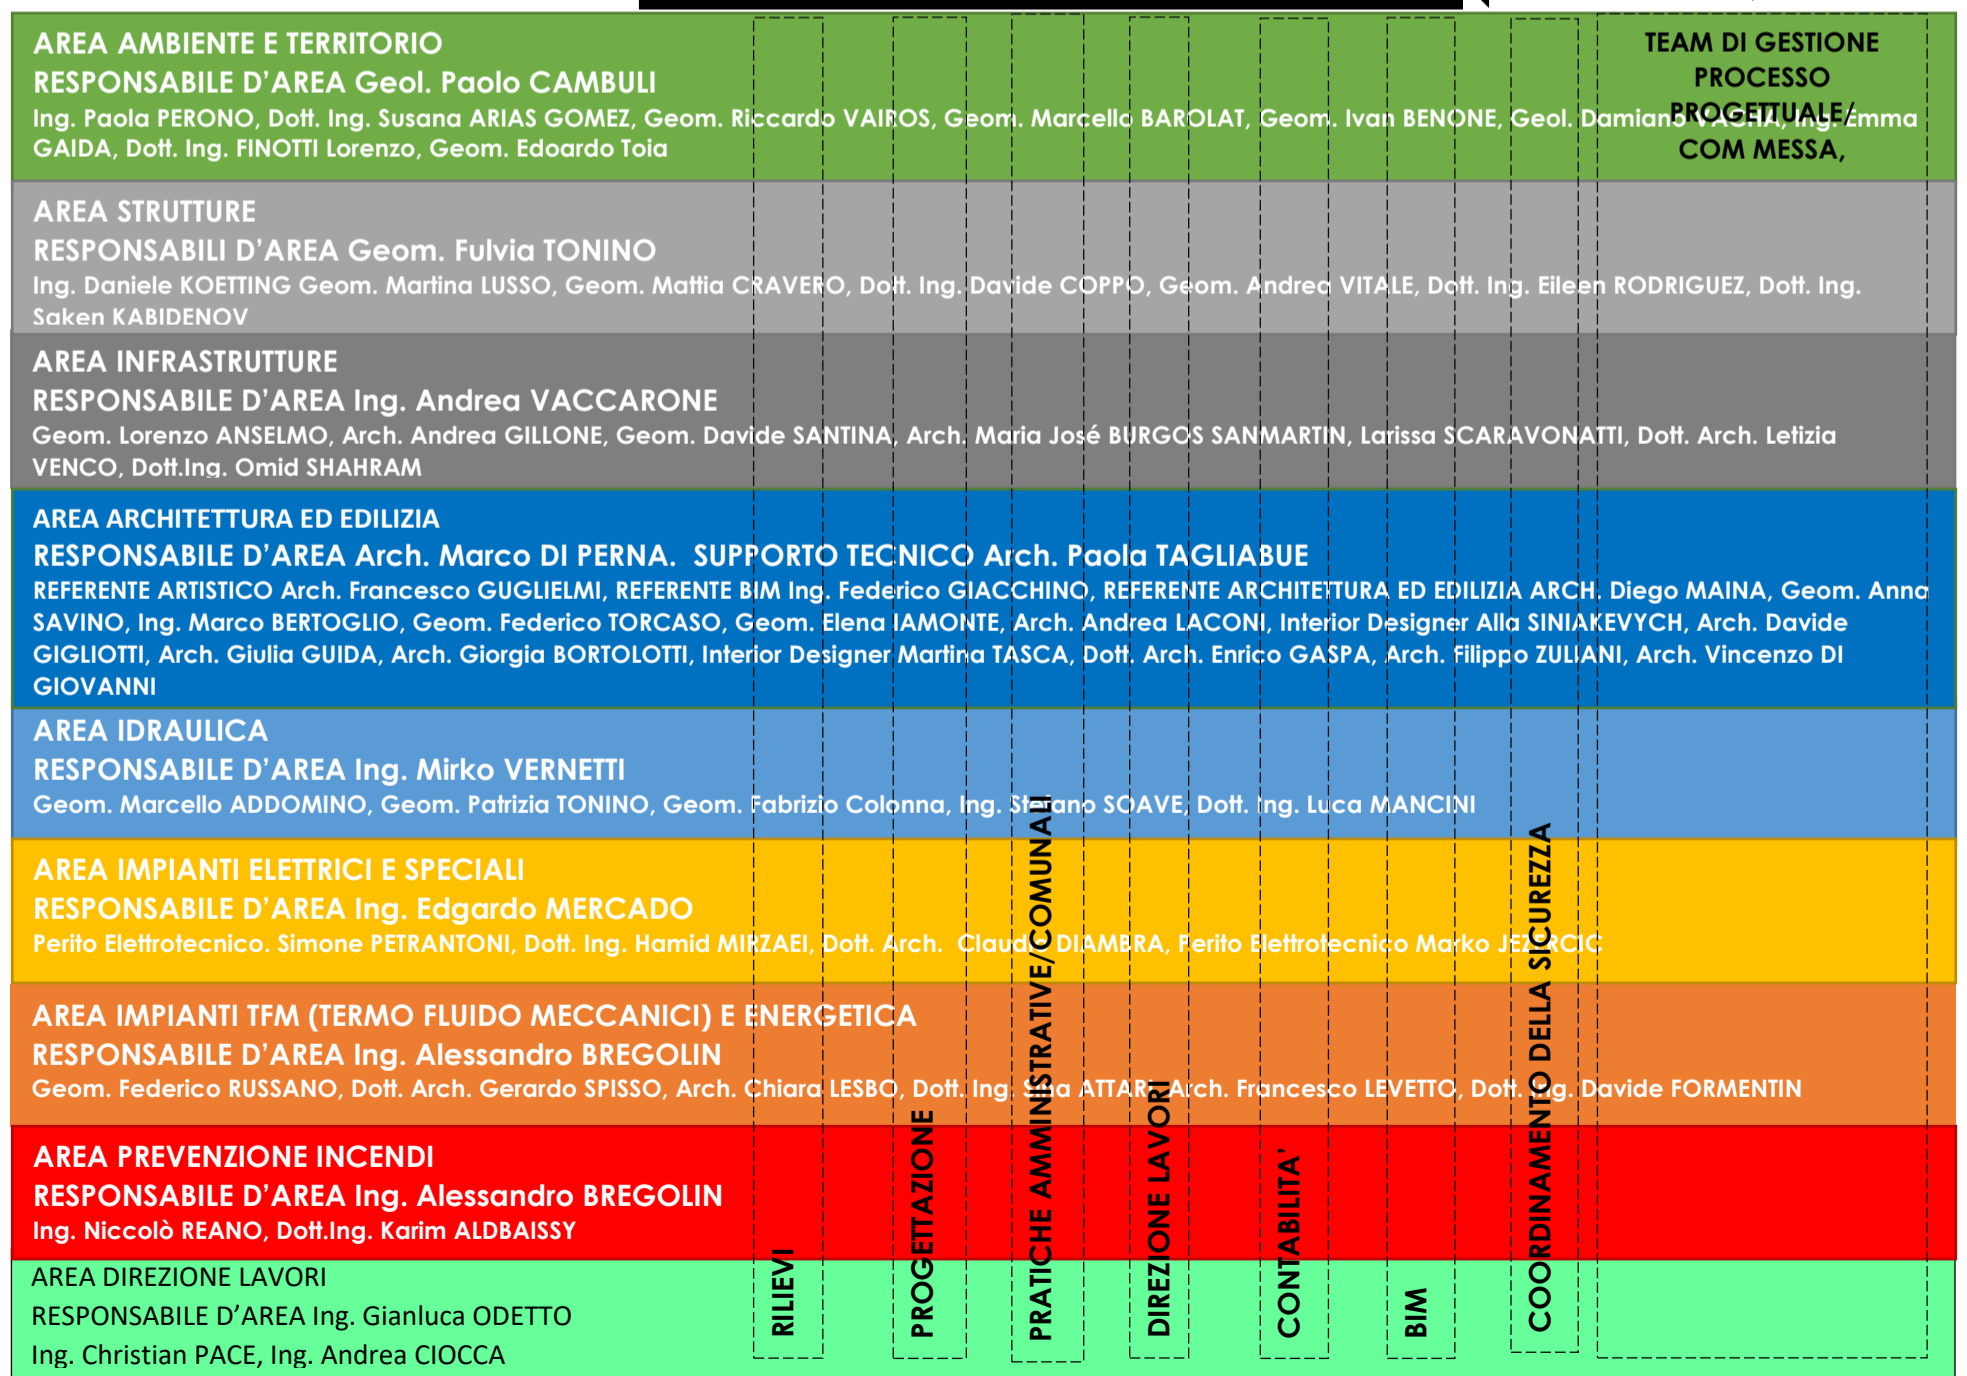 AREA AMBIENTE E TERRITORIO
RESPONSABILE D'AREA Geol. Paolo CAMBULI
Ing. Paola PERONO, Dott. Ing. Susana ARIAS GOMEZ, Geom. Riccardo VAIROS, Geom. Marcello BAROLAT, Geom. Ivan BENONE, Geol. Damiano Ing. Emma
GAIDA, Dott. Ing. FINOTTI Lorenzo, Geom. Edoardo Toia
TEAM DI GESTIONE
PROCESSO
PROGETTUALE/
COM MESSA,
AREA STRUTTURE
RESPONSABILI D'AREA Geom. Fulvia TONINO
Ing. Daniele KOETTING Geom. Martina LUSSO, Geom. Mattia CRAVERO, Dott. Ing. Davide COPPO, Geom. Andrea VITALE, Dott. Ing. Eileen RODRIGUEZ, Dott. Ing.
Saken KABIDENOV
AREA INFRASTRUTTURE
RESPONSABILE D'AREA Ing. Andrea VACCARONE
Geom. Lorenzo ANSELMO, Arch. Andrea GILLONE, Geom. Davide SANTINA, Arch. Maria José BURGOS SANMARTIN, Larissa SCARAVONATTI, Dott. Arch. Letizia
VENCO, Dott.Ing. Omid SHAHRAM
AREA ARCHITETTURA ED EDILIZIA
RESPONSABILE D'AREA Arch. Marco DI PERNA. SUPPORTO TECNICO Arch. Paola TAGLIABUE
REFERENTE ARTISTICO Arch. Francesco GUGLIELMI, REFERENTE BIM Ing. Federico GIACCHINO, REFERENTE ARCHITETTURA ED EDILIZIA ARCH. Diego MAINA, Geom. Anna
SAVINO, Ing. Marco BERTOGLIO, Geom. Federico TORCASO, Geom. Elena IAMONTE, Arch. Andrea LACONI, Interior Designer Alla SINIAKEVYCH, Arch. Davide
GIGLIOTTI, Arch. Giulia GUIDA, Arch. Giorgia BORTOLOTTI, Interior Designer Martina TASCA, Dott. Arch. Enrico GASPA, Arch. Filippo ZULIANI, Arch. Vincenzo DI
GIOVANNI
AREA IDRAULICA
RESPONSABILE D'AREA Ing. Mirko VERNETTI
Geom. Marcello ADDOMINO, Geom. Patrizia TONINO, Geom. Fabrizio Colonna, Ing. Stefano SOAVE, Dott. Ing. Luca MANCINI
AREA IMPIANTI ELETTRICI E SPECIALI
RESPONSABILE D'AREA Ing. Edgardo MERCADO
Perito Elettrotecnico. Simone PETRANTONI, Dott. Ing. Hamid MIRZAEI, Dott. Arch. Claudio DIAMBRA, Perito Elettrotecnico Marko JEZERCIC
AREA IMPIANTI TFM (TERMO FLUIDO MECCANICI) E ENERGETICA
RESPONSABILE D'AREA Ing. Alessandro BREGOLIN
Geom. Federico RUSSANO, Dott. Arch. Gerardo SPISSO, Arch. Chiara LESBO, Dott. Ing. Sina ATTARI, Arch. Francesco LEVETTO, Dott. Ing. Davide FORMENTIN
AREA PREVENZIONE INCENDI
RESPONSABILE D'AREA Ing. Alessandro BREGOLIN
Ing. Niccolò REANO, Dott.Ing. Karim ALDBAISSY
AREA DIREZIONE LAVORI
RESPONSABILE D'AREA Ing. Gianluca ODETTO
Ing. Christian PACE, Ing. Andrea CIOCCA
RILIEVI
PROGETTAZIONE
PRATICHE AMMINISTRATIVE/COMUNALI
DIREZIONE LAVORI
CONTABILITA'
BIM
COORDINAMENTO DELLA SICUREZZA